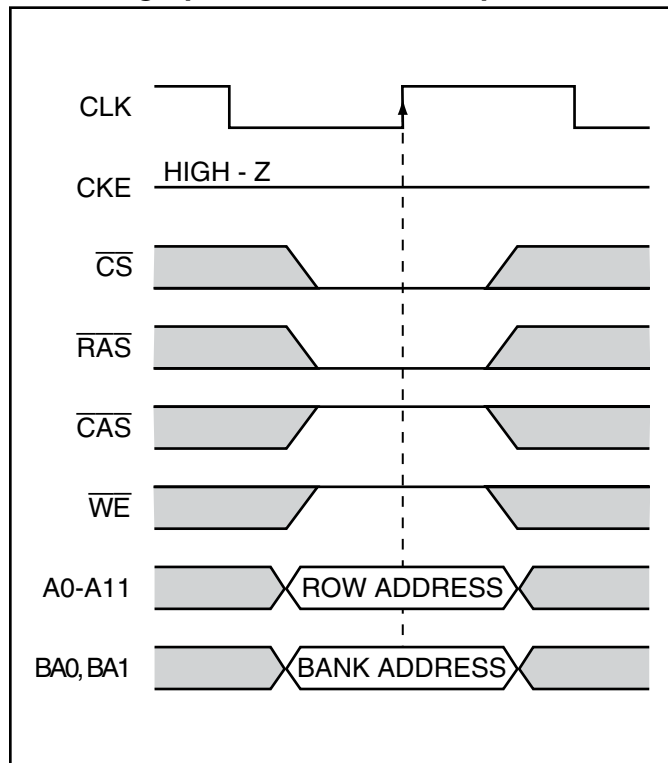 CLK
HIGH - Z
CKE
CS
RAS
CAS
WE
A0-A11 ROW ADDRESS
BA0, BA1 BANK ADDRESS